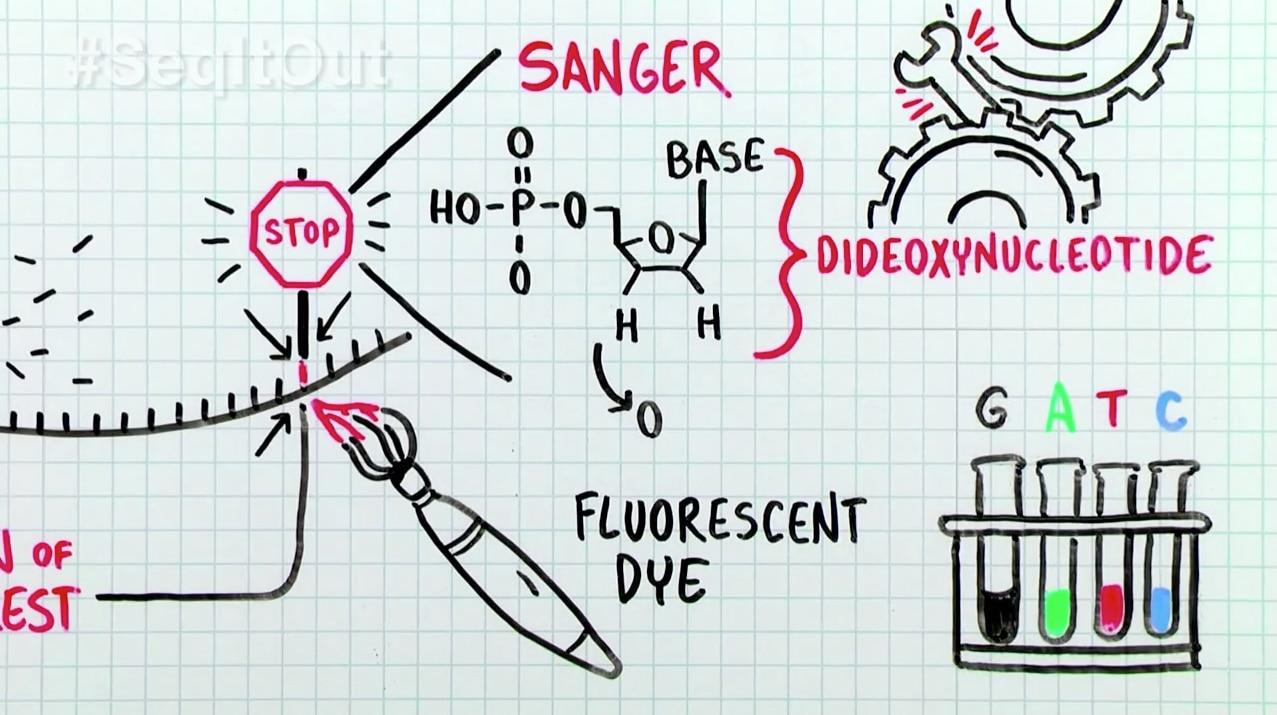 #SeqItOut
SANGER
STOP
O
HO-P-O
O
BASE
O
H H
O
DIDEOXYNUCLEOTIDE
G A T C
FLUORESCENT
DYE
N OF
EST